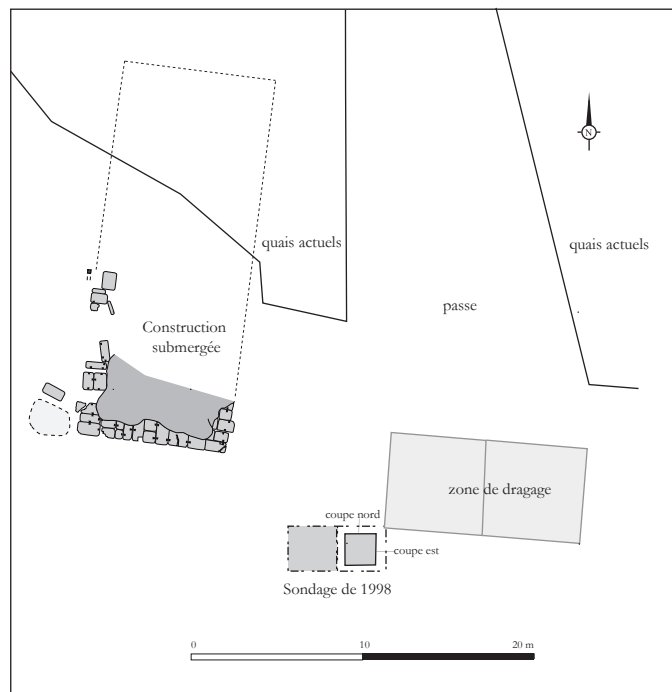 N
quais actuels
quais actuels
passe
Construction
submergée
zone de dragage
coupe nord
coupe est
Sondage de 1998
0 10 20 m